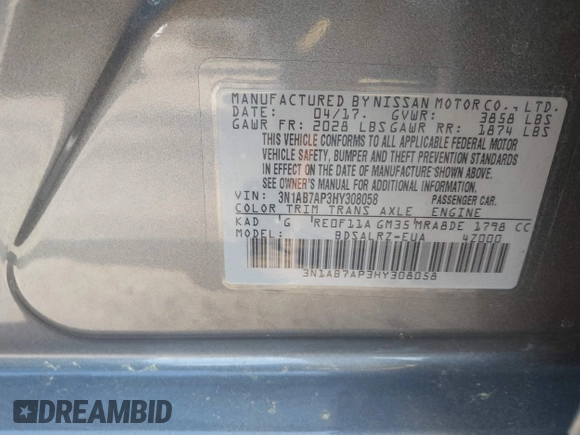 MANUFACTURED BY NISSAN MOTOR CO., LTD.
DATE: 04/17. GVWR: 3858 LBS
GAWR FR: 2028 LBS GAWR RR: 1874 LBS
THIS VEHICLE CONFORMS TO ALL APPLICABLE FEDERAL MOTOR
VEHICLE SAFETY, BUMPER AND THEFT PREVENTION STANDARDS
IN EFFECT ON THE DATE OF MANUFACTURE SHOWN ABOVE.
SEE OWNER'S MANUAL FOR ADDITIONAL INFORMATION.
VIN: 3N1AB7AP3HY308058 PASSENGER CAR.
COLOR TRIM TRANS AXLE ENGINE
KAD G RE0F11A GM35 MRA8DE 1798 CC
MODEL: BDSALRZ-EUA 4Z000
3N1AB7AP3HY308058
DREAMBID